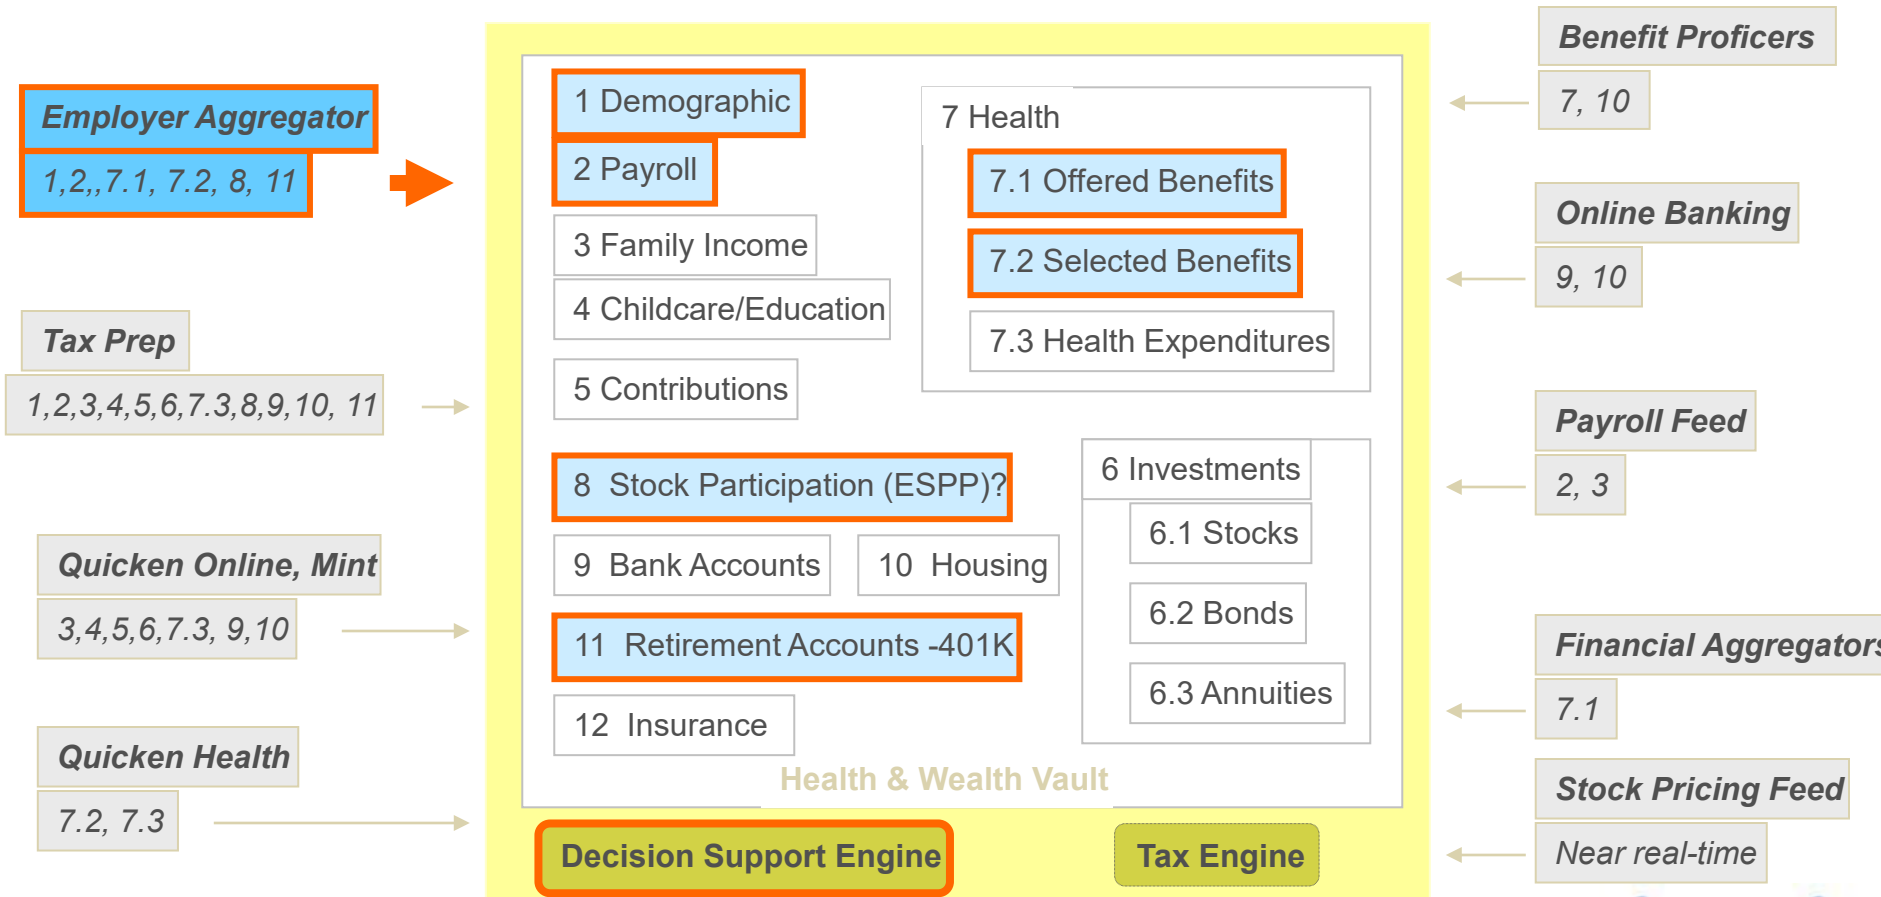 Employer Aggregator
1,2,,7.1, 7.2, 8, 11
Tax Prep
1,2,3,4,5,6,7.3,8,9,10, 11
Quicken Online, Mint
3,4,5,6,7.3, 9,10
Quicken Health
7.2, 7.3
1 Demographic
2 Payroll
3 Family Income
4 Childcare/Education
5 Contributions
7 Health
7.1 Offered Benefits
7.2 Selected Benefits
7.3 Health Expenditures
8 Stock Participation (ESPP)?
9 Bank Accounts
10 Housing
11 Retirement Accounts -401K
12 Insurance
6 Investments
6.1 Stocks
6.2 Bonds
6.3 Annuities
Health & Wealth Vault
Decision Support Engine
Tax Engine
Benefit Proficers
7, 10
Online Banking
9, 10
Payroll Feed
2, 3
Financial Aggregators
7.1
Stock Pricing Feed
Near real-time